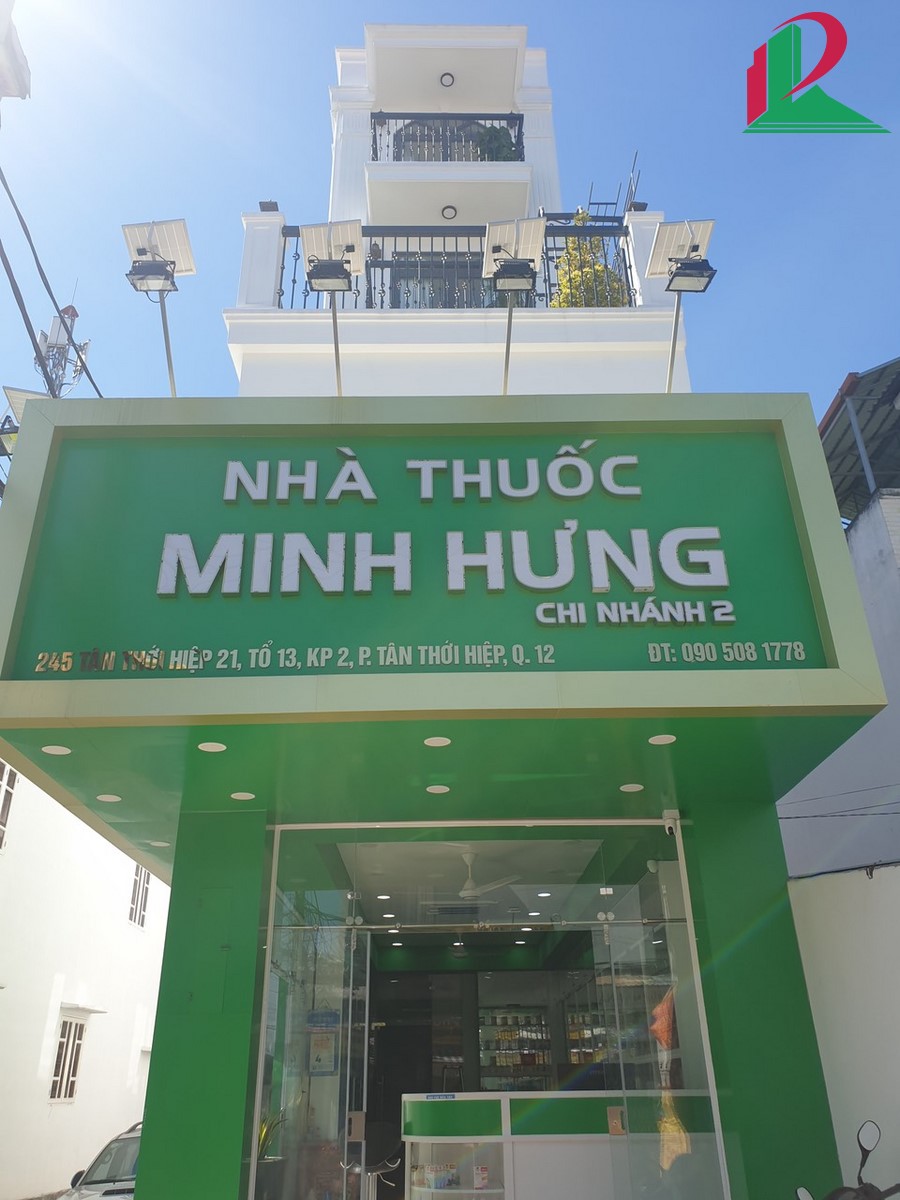 NHÀ THUỐC
MINH HƯNG
CHI NHÁNH 2
245 TÂN THỚI HIỆP 21, TỔ 13, KP 2, P. TÂN THỚI HIỆP, Q. 12
ĐT: 090 508 1778